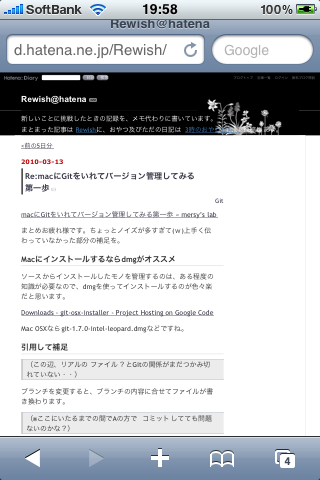 SoftBank 19:58 100%
Rewish@hatena
d.hatena.ne.jp/Rewish/
Google
Hatena::Diary
Rewish@hatena
新しいことに挑戦したときの記録を、メモ代わりに書いています。
まとまった記事は Rewishに、おやつ及びただの日記は 3時のおや
<前の5日分
2010-03-13
Re:macにGitをいれてバージョン管理してみる
第一歩
GR
macにGitをいれてバージョン管理してみる第一歩 – mersy's lab
まとめお疲れ様です。ちょっとノイズが多すぎて(w)上手く伝
わっていなかった部分の補足を。
Macにインストールするならdmgがオススメ
ソースからインストールしたモノを管理するのは、ある程度の
知識が必要なので、dmgを使ってインストールするのが色々楽
だと思います。
Downloads - git-osx-installer - Project Hosting on Google Code
Mac OSXなら git-1.7.0-intel-leopard.dmgなどですね。
引用して補足
（この辺、リアルの ファイル？とGitの関係がまだつかみ切
れていない・・）
ブランチを変更すると、ブランチの内容に合せてファイルが書
き換わります。
（※ここにいたるまでの間でAの方で コミットしてても問題
ないのかな？）
4